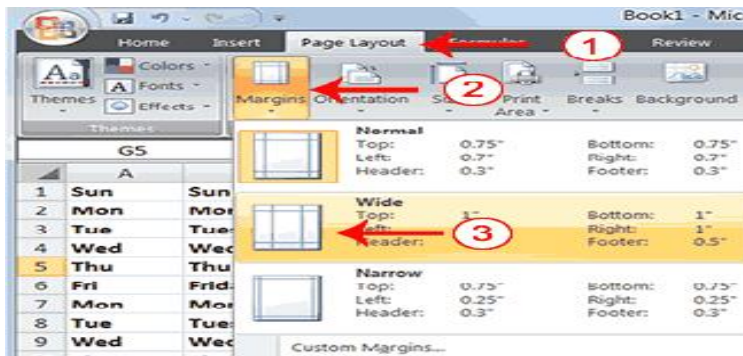 Book1 - Mic
Home Insert Page Layout Formulas 1 Review
Themes Colors Fonts Effects
Margins Orientation 2 Print Area Breaks Background
Themes
G5
Normal
Top: 0.75" Bottom: 0.75"
Left: 0.7" Right: 0.7"
Header: 0.3" Footer: 0.3"
Wide
Top: 1" Bottom: 1"
Left: Right: 1"
Header: 3 Footer: 0.5"
Narrow
Top: 0.75" Bottom: 0.75"
Left: 0.25" Right: 0.25"
Header: 0.3" Footer: 0.3"
Custom Margins...
A
1 Sun Sun
2 Mon Mon
3 Tue Tue
4 Wed Wed
5 Thu Thu
6 Fri Frid
7 Mon Mon
8 Tue Tue
9 Wed Wed